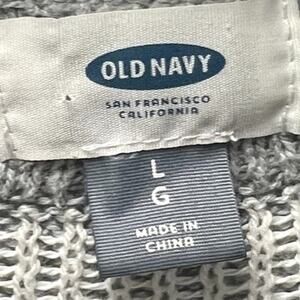 OLD NAVY
SAN FRANCISCO
CALIFORNIA
L
G
MADE IN
CHINA